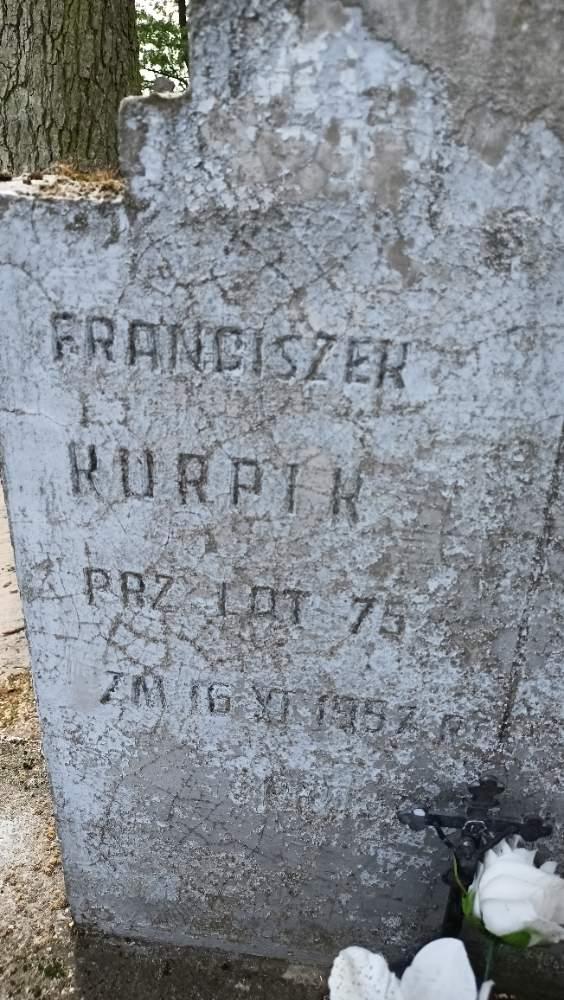 FRANCISZEK
KURPIK
PRZ LAT 75
ZM 16 XI 1957 R